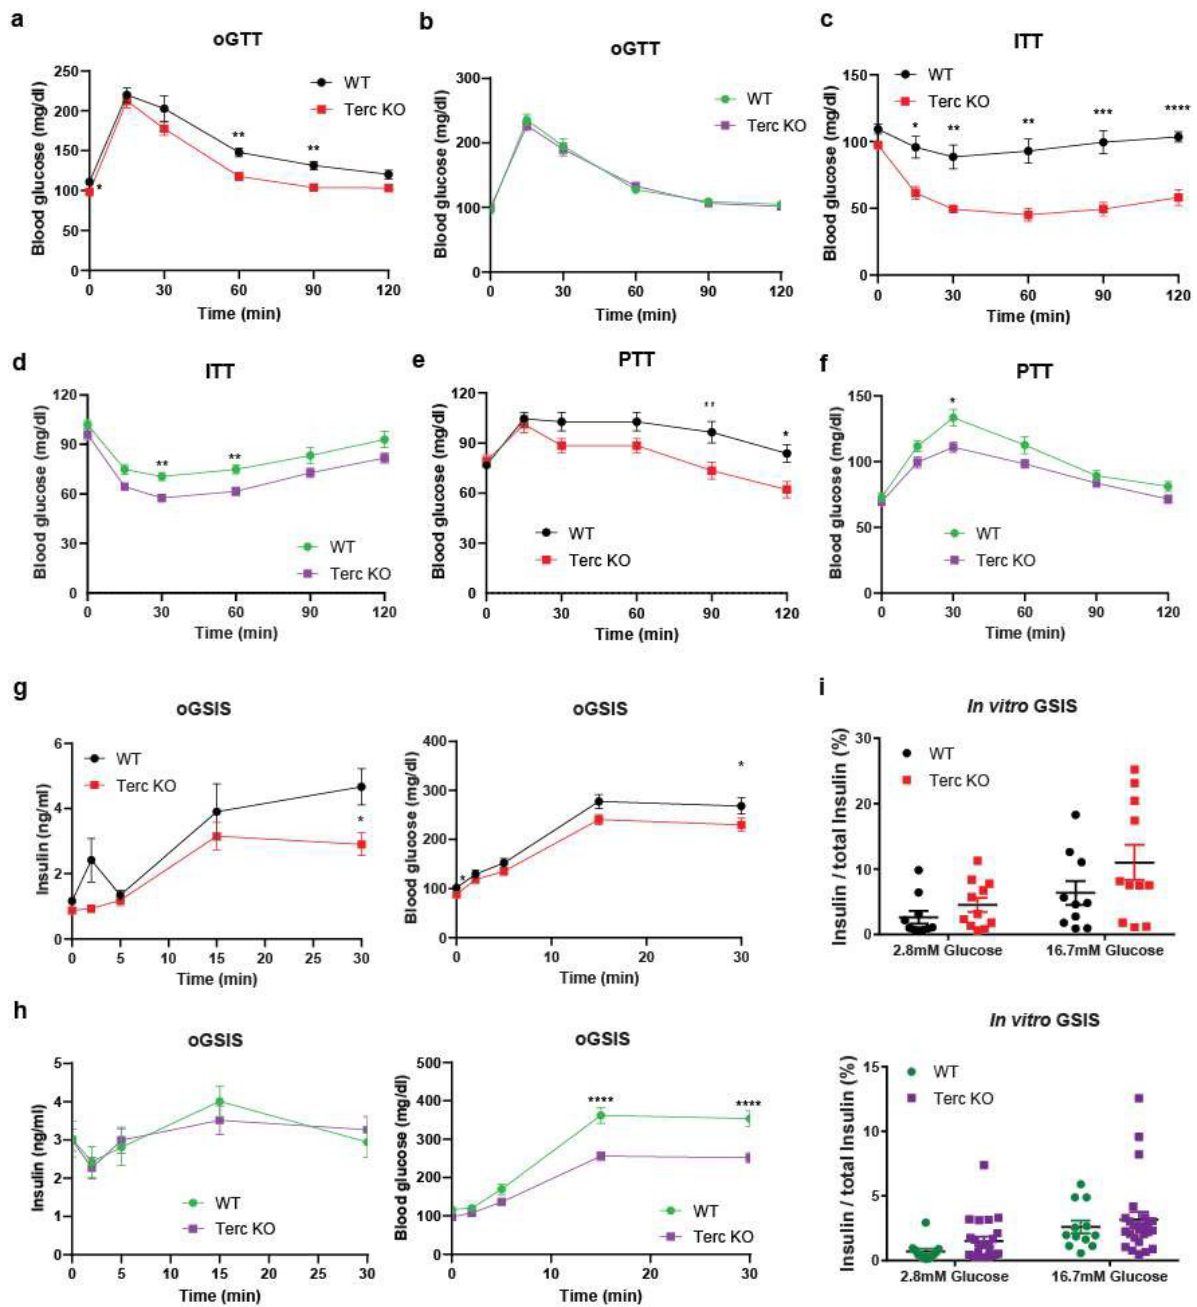 a
oGTT
Blood glucose (mg/dl)
250
200
150
100
50
0
WT
Terc KO
*
**
**
0 30 60 90 120
Time (min)
b
oGTT
Blood glucose (mg/dl)
300
200
100
0
WT
Terc KO
0 30 60 90 120
Time (min)
c
ITT
Blood glucose (mg/dl)
150
100
50
0
WT
Terc KO
* ** ** *** ****
0 30 60 90 120
Time (min)
d
ITT
Blood glucose (mg/dl)
120
90
60
30
0
** **
WT
Terc KO
0 30 60 90 120
Time (min)
e
PTT
Blood glucose (mg/dl)
120
90
60
30
0
*
WT
Terc KO
0 30 60 90 120
Time (min)
f
PTT
Blood glucose (mg/dl)
150
100
50
0
*
WT
Terc KO
0 30 60 90 120
Time (min)
g
oGSIS
Insulin (ng/ml)
6
4
2
0
WT
Terc KO
*
0 5 10 15 20 25 30
Time (min)
oGSIS
Blood glucose (mg/dl)
400
300
200
100
0
*
*
0 10 20 30
Time (min)
i
In vitro GSIS
Insulin / total Insulin (%)
30
20
10
0
WT
Terc KO
2.8mM Glucose 16.7mM Glucose
h
oGSIS
Insulin (ng/ml)
5
4
3
2
1
0
WT
Terc KO
0 5 10 15 20 25 30
Time (min)
oGSIS
Blood glucose (mg/dl)
500
400
300
200
100
0
**** ****
WT
Terc KO
0 10 20 30
Time (min)
In vitro GSIS
Insulin / total Insulin (%)
15
10
5
0
WT
Terc KO
2.8mM Glucose 16.7mM Glucose